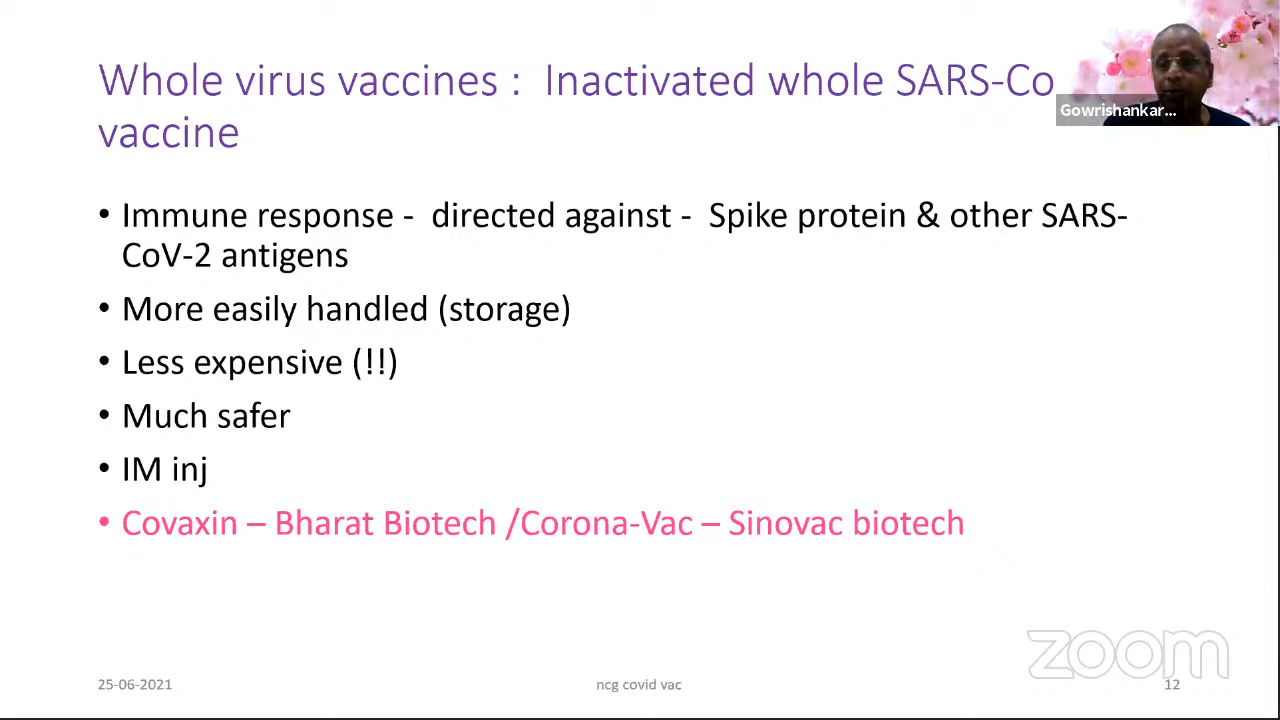 Whole virus vaccines : Inactivated whole SARS-Co
vaccine
Gowrishankar...
• Immune response - directed against - Spike protein & other SARS-
CoV-2 antigens
• More easily handled (storage)
• Less expensive (!!)
• Much safer
• IM inj
• Covaxin – Bharat Biotech /Corona-Vac – Sinovac biotech
zoom
25-06-2021
ncg covid vac
12